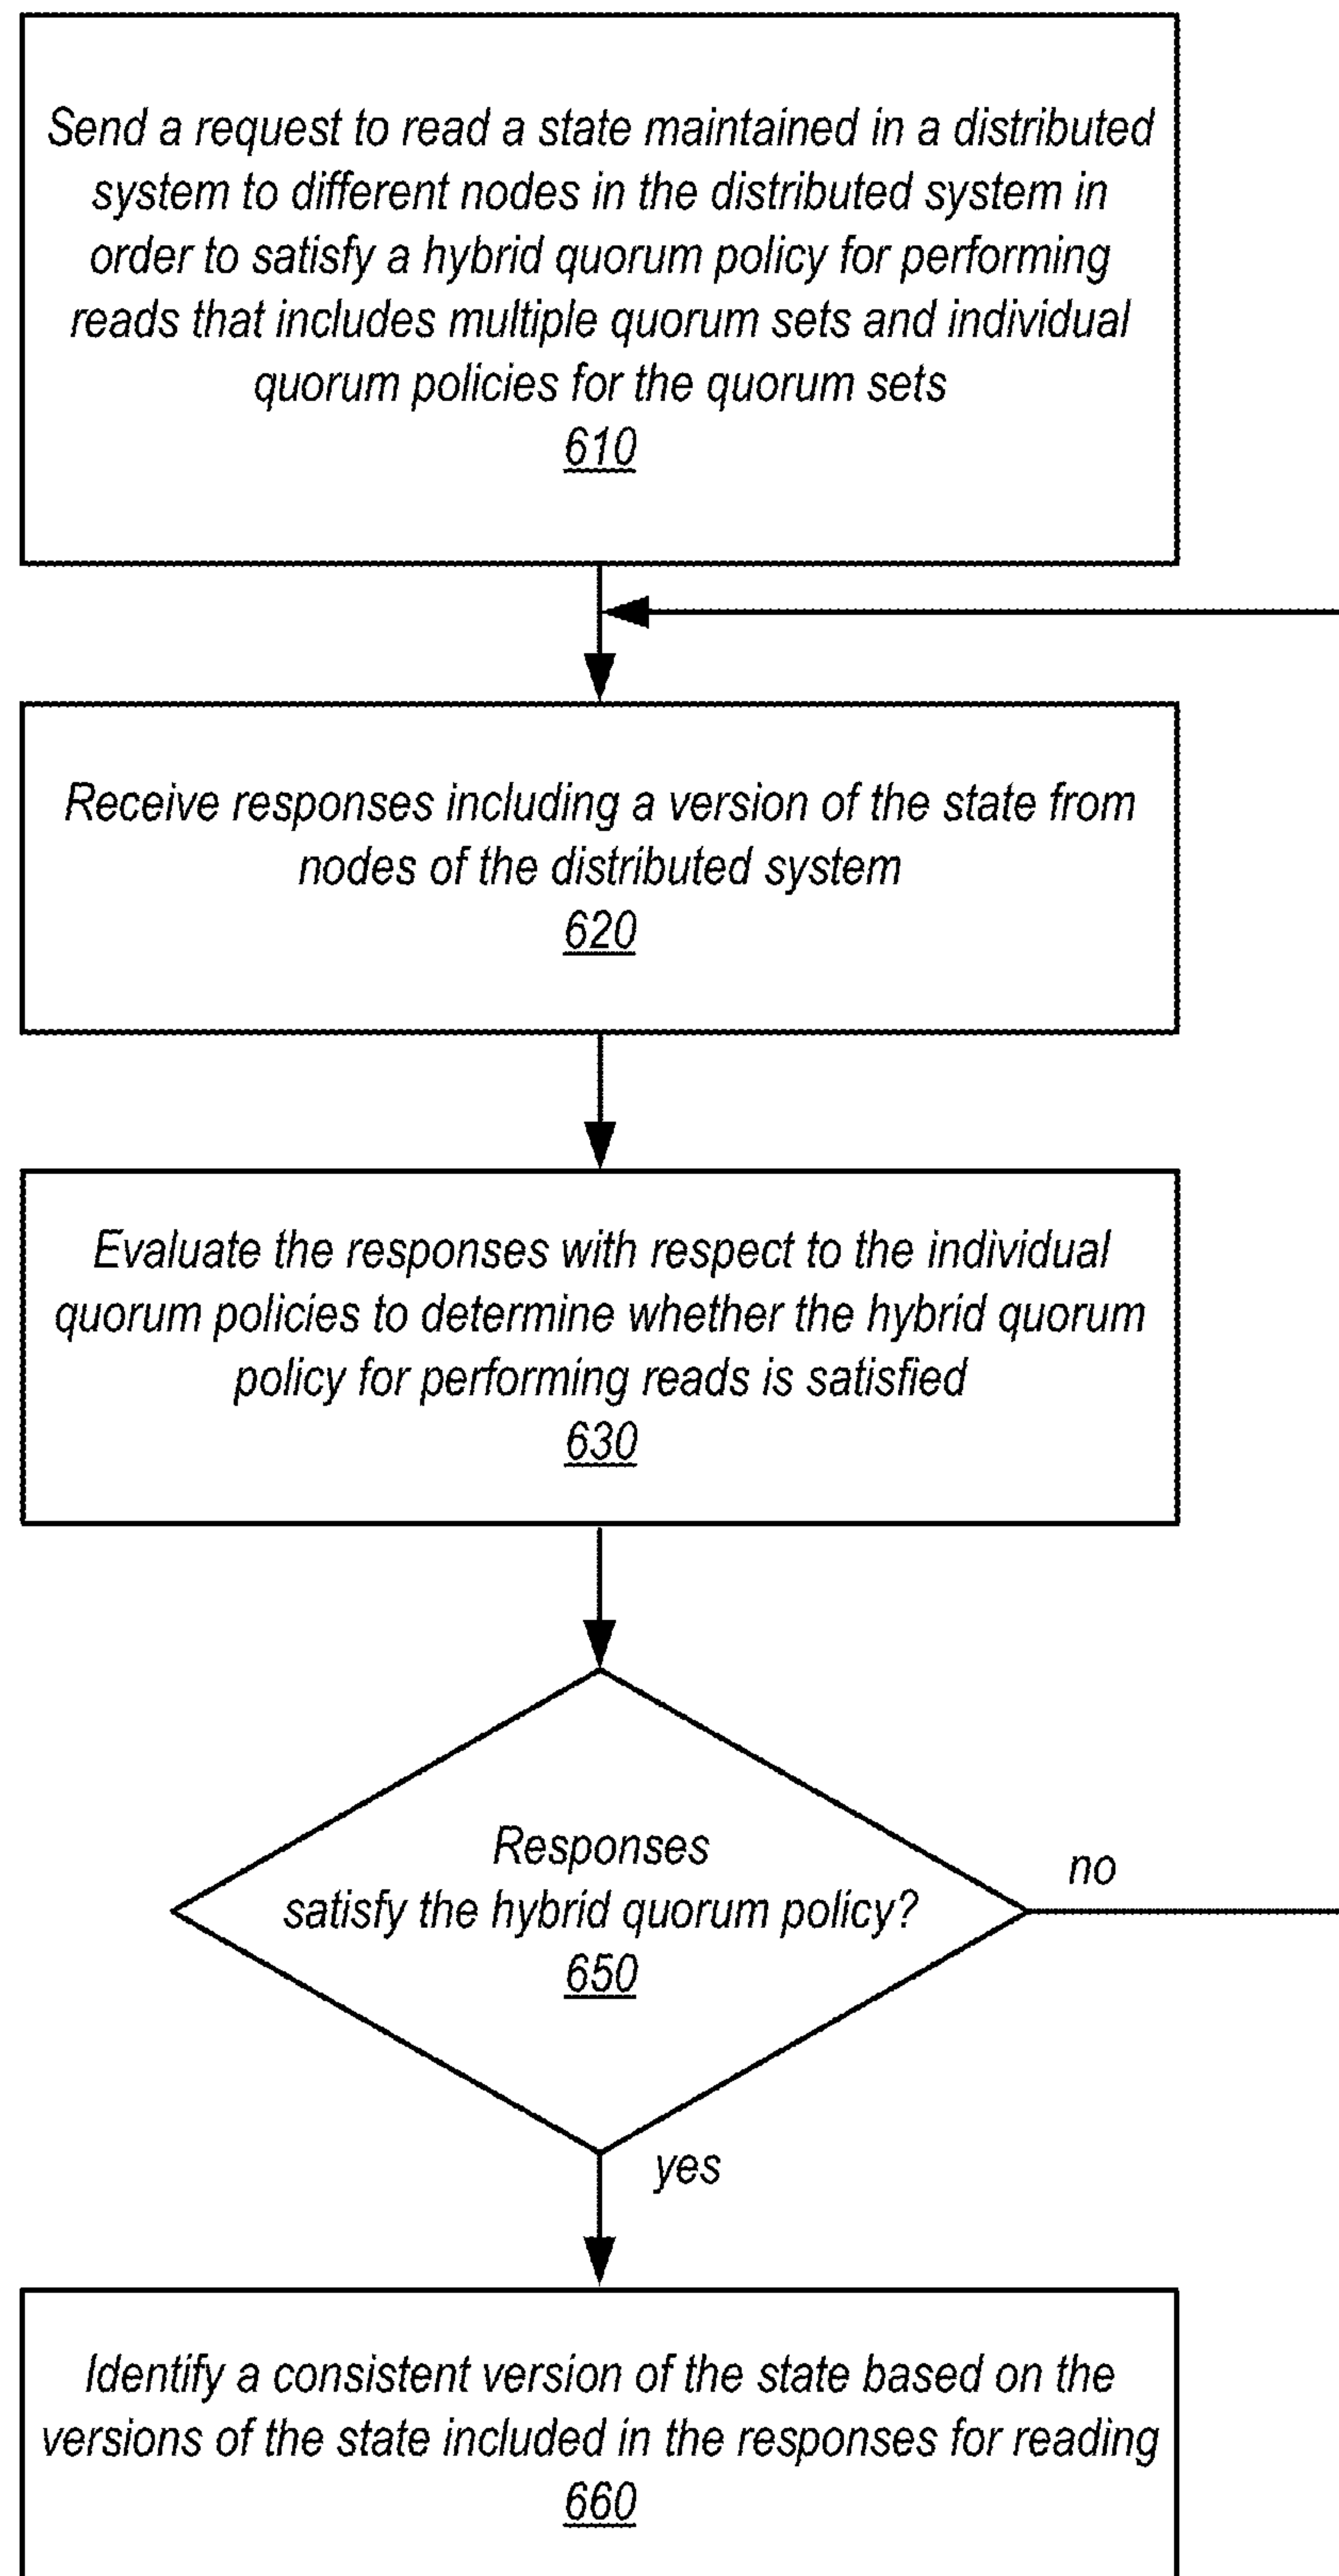 Send a request to read a state maintained in a distributed
system to different nodes in the distributed system in
order to satisfy a hybrid quorum policy for performing
reads that includes multiple quorum sets and individual
quorum policies for the quorum sets
610
Receive responses including a version of the state from
nodes of the distributed system
620
Evaluate the responses with respect to the individual
quorum policies to determine whether the hybrid quorum
policy for performing reads is satisfied
630
Responses
satisfy the hybrid quorum policy?
650
no
yes
Identify a consistent version of the state based on the
versions of the state included in the responses for reading
660